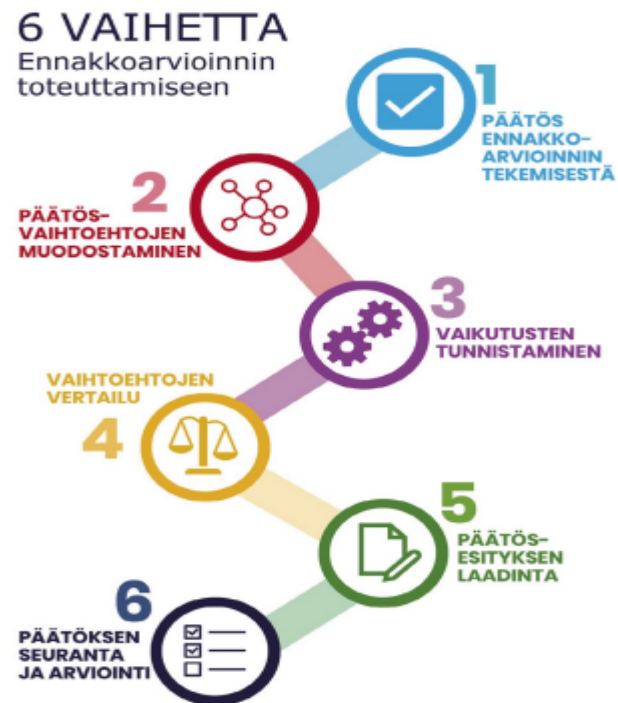 6 VAIHETTA
Ennakkoarvioinnin
toteuttamiseen
1
PÄÄTÖS
ENNAKKO-
ARVIOINNIN
TEKEMISESTÄ
2
PÄÄTÖS-
VAIHTOEHTOJEN
MUODOSTAMINEN
3
VAIKUTUSTEN
TUNNISTAMINEN
VAIHTOEHTOJEN
VERTAILU
4
5
PÄÄTÖS-
ESITYKSEN
LAADINTA
6
PÄÄTÖKSEN
SEURANTA
JA ARVIOINTI